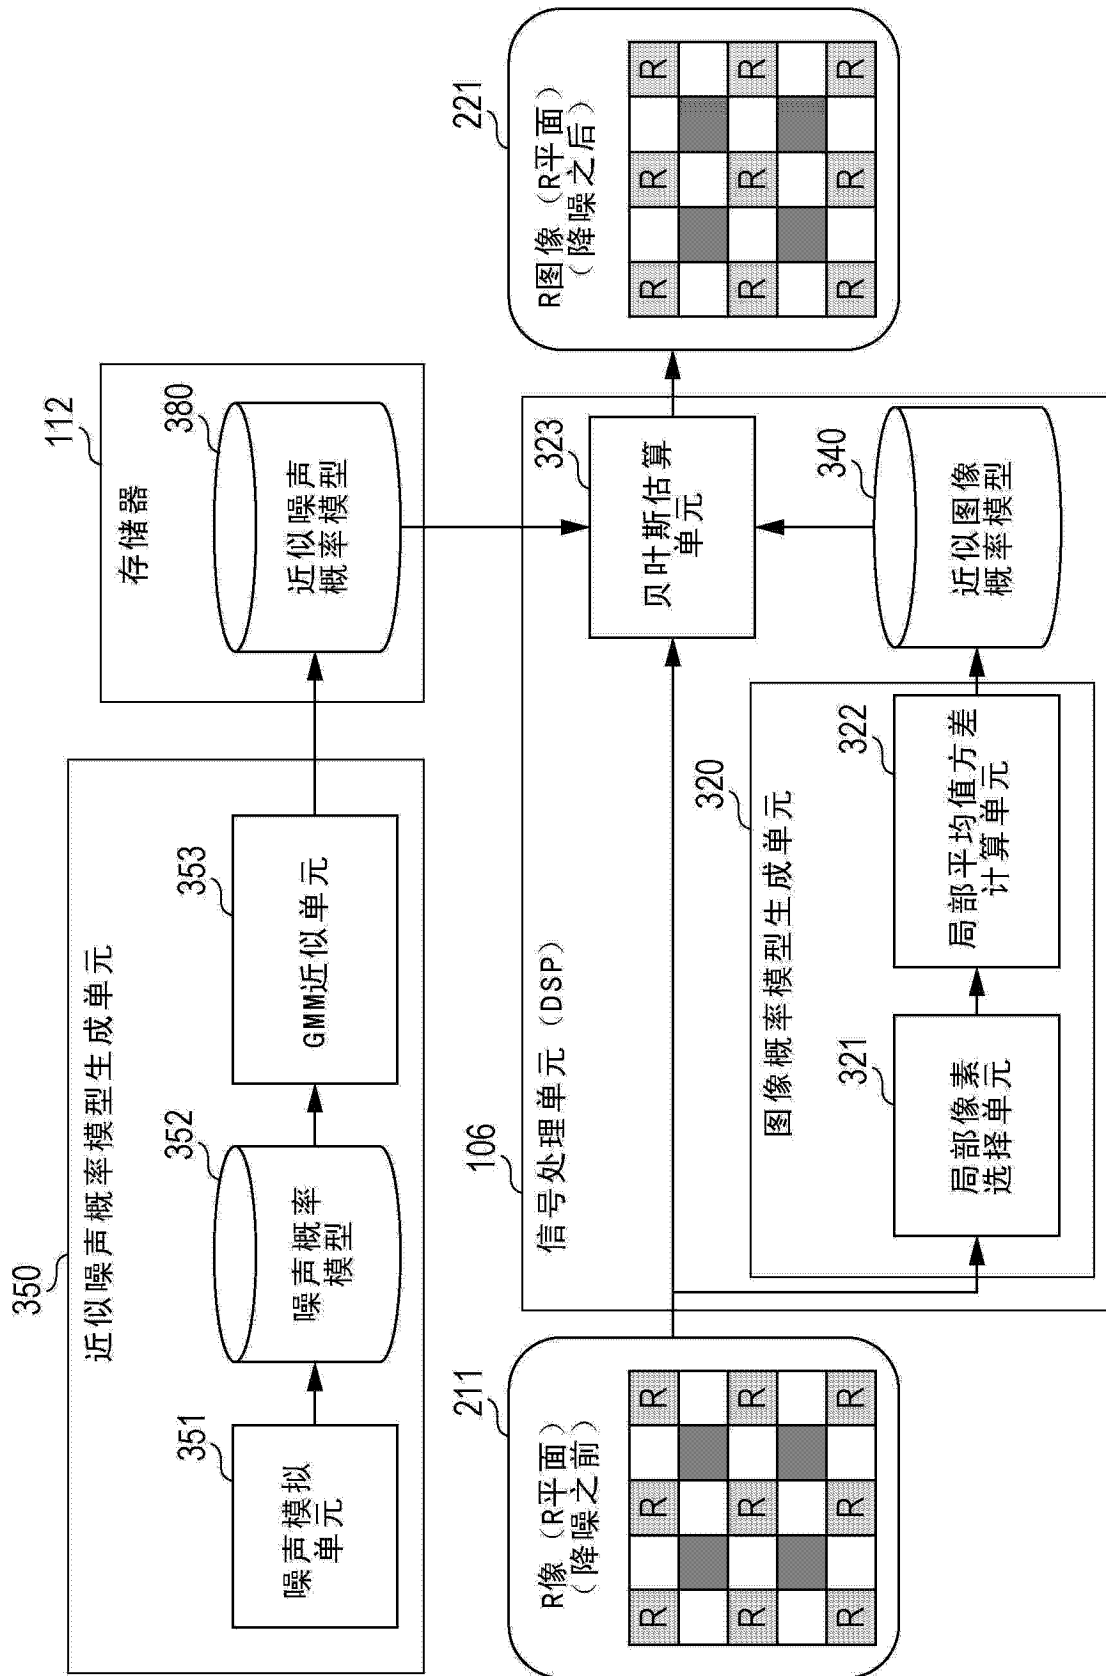 350
近似噪声概率模型生成单元
351
噪声模拟
单元
352
噪声概率
模型
353
GMM近似单元
112
存储器
380
近似噪声
概率模型
211
R像（R平面）
（降噪之前）
R R R
R R R
R R R
106
信号处理单元（DSP）
320
图像概率模型生成单元
321
局部像素
选择单元
322
局部平均值方差
计算单元
323
贝叶斯估算
单元
340
近似图像
概率模型
221
R图像（R平面）
（降噪之后）
R R R
R R R
R R R